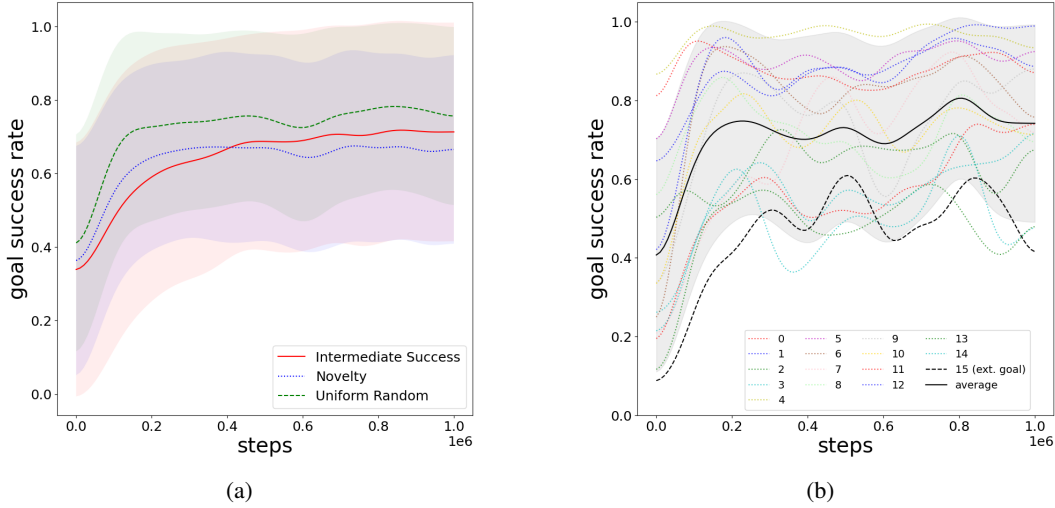 goal success rate
1.0
0.8
0.6
0.4
0.2
0.0
Intermediate Success
Novelty
Uniform Random
0.0 0.2 0.4 0.6 0.8 1.0
1e6
steps
(a)
goal success rate
1.0
0.8
0.6
0.4
0.2
0.0
0 5 9 13
1 6 10 14
2 7 11 15 (ext. goal)
3 8 12 average
4
0.0 0.2 0.4 0.6 0.8 1.0
1e6
steps
(b)